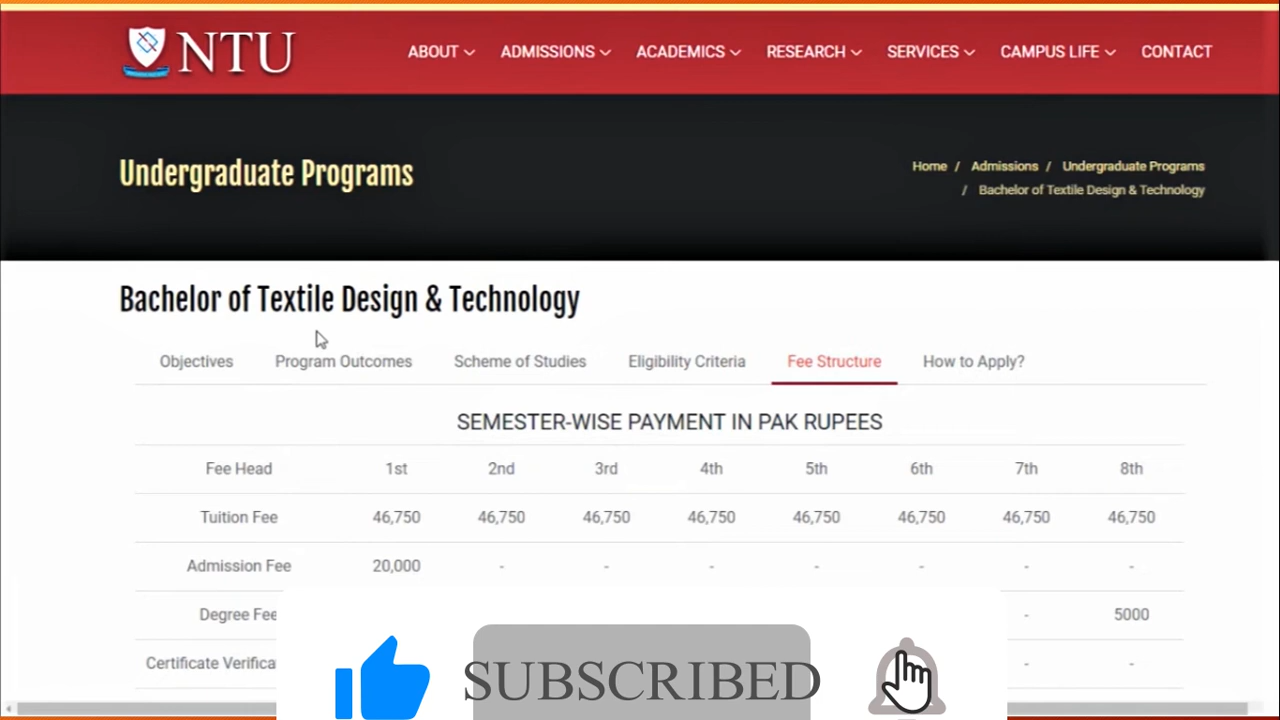 NTU
ABOUT ADMISSIONS ACADEMICS RESEARCH SERVICES CAMPUS LIFE CONTACT
Undergraduate Programs
Home / Admissions / Undergraduate Programs
/ Bachelor of Textile Design & Technology
Bachelor of Textile Design & Technology
Objectives Program Outcomes Scheme of Studies Eligibility Criteria Fee Structure How to Apply?
SEMESTER-WISE PAYMENT IN PAK RUPEES
Fee Head 1st 2nd 3rd 4th 5th 6th 7th 8th
Tuition Fee 46,750 46,750 46,750 46,750 46,750 46,750 46,750 46,750
Admission Fee 20,000 - - - - - - -
Degree Fee - 5000
Certificate Verifica - -
SUBSCRIBED